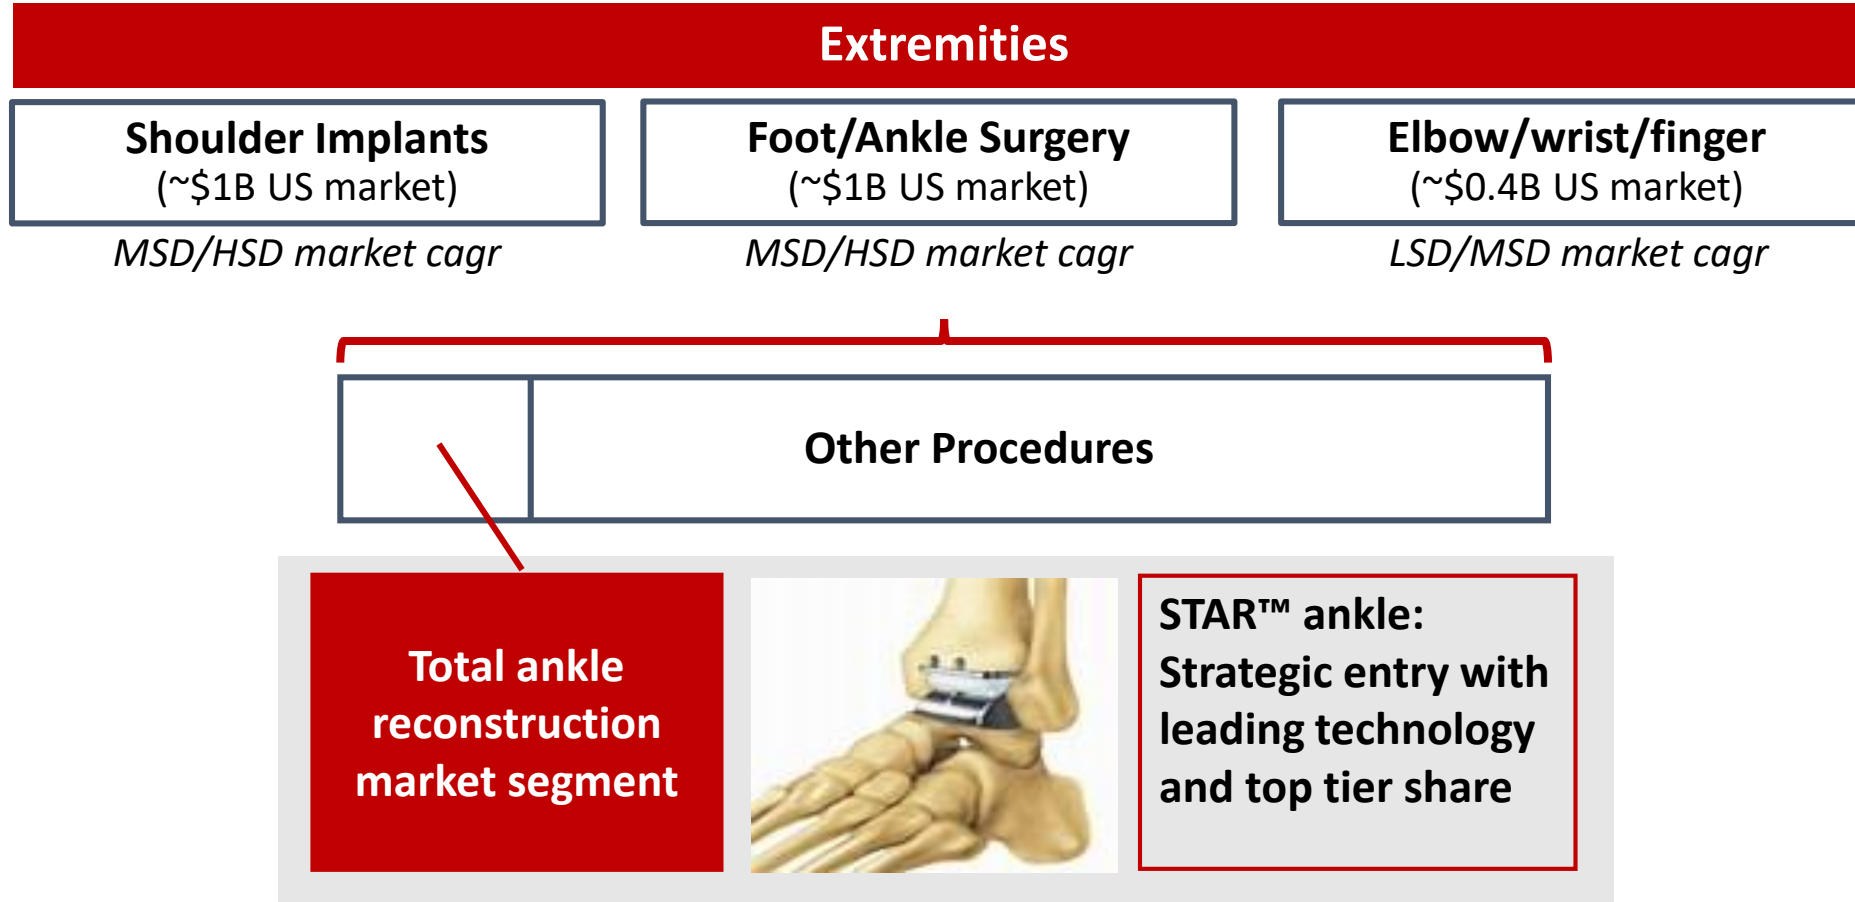 Extremities
Shoulder Implants
(~$1B US market)
MSD/HSD market cagr
Foot/Ankle Surgery
(~$1B US market)
MSD/HSD market cagr
Elbow/wrist/finger
(~$0.4B US market)
LSD/MSD market cagr
Other Procedures
Total ankle
reconstruction
market segment
STAR™ ankle:
Strategic entry with
leading technology
and top tier share